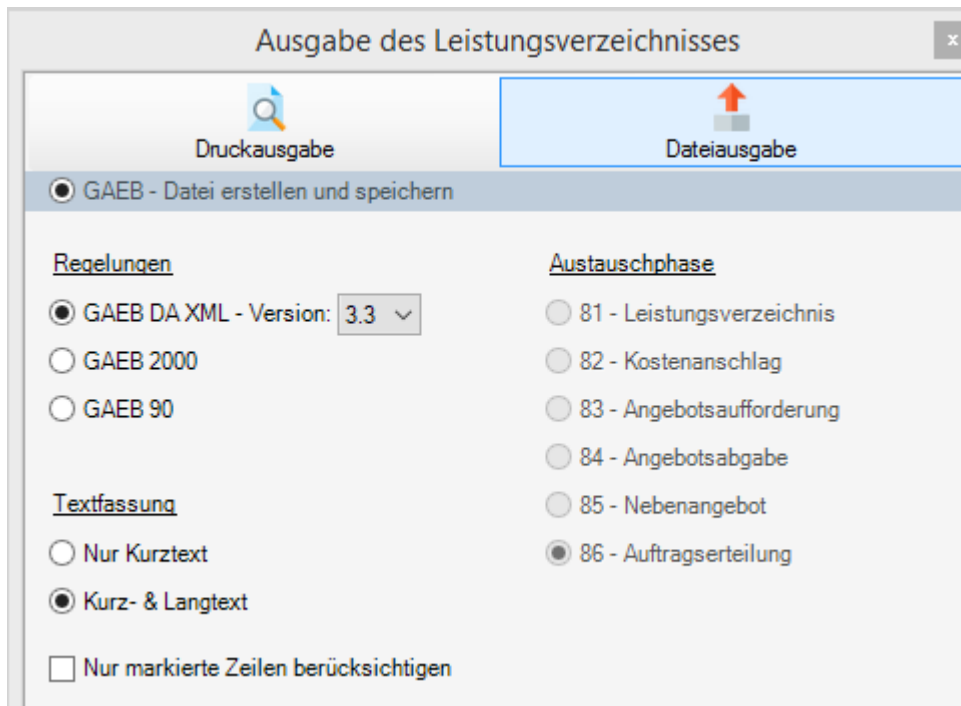 Ausgabe des Leistungsverzeichnisses
x
Druckausgabe
Dateiausgabe
GAEB - Datei erstellen und speichern
Regelungen
GAEB DA XML - Version: 3.3
GAEB 2000
GAEB 90
Textfassung
Nur Kurztext
Kurz- & Langtext
Nur markierte Zeilen berücksichtigen
Austauschphase
81 - Leistungsverzeichnis
82 - Kostenanschlag
83 - Angebotsaufforderung
84 - Angebotsabgabe
85 - Nebenangebot
86 - Auftragserteilung